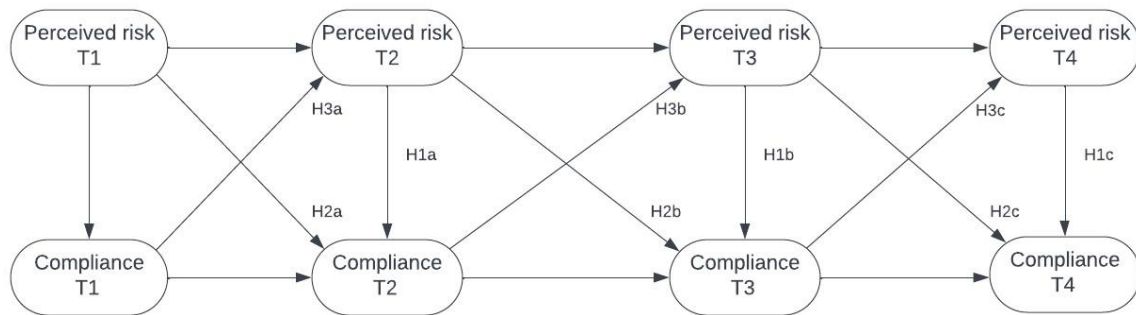 Perceived risk
T1
Perceived risk
T2
Perceived risk
T3
Perceived risk
T4
H3a
H3b
H3c
H1a
H1b
H1c
H2a
H2b
H2c
Compliance
T1
Compliance
T2
Compliance
T3
Compliance
T4